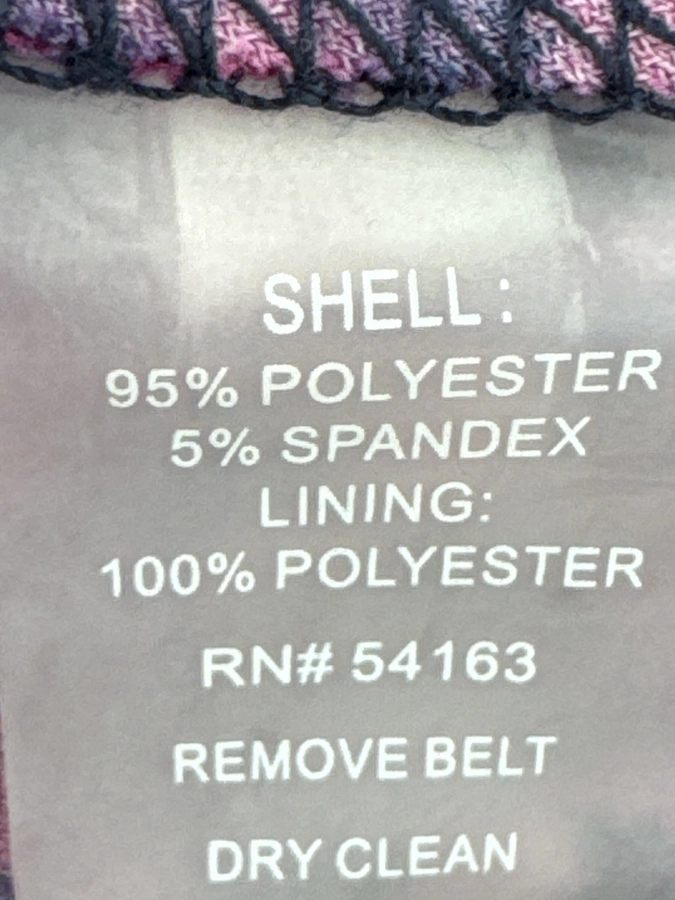 SHELL:
95% POLYESTER
5% SPANDEX
LINING:
100% POLYESTER
RN# 54163
REMOVE BELT
DRY CLEAN